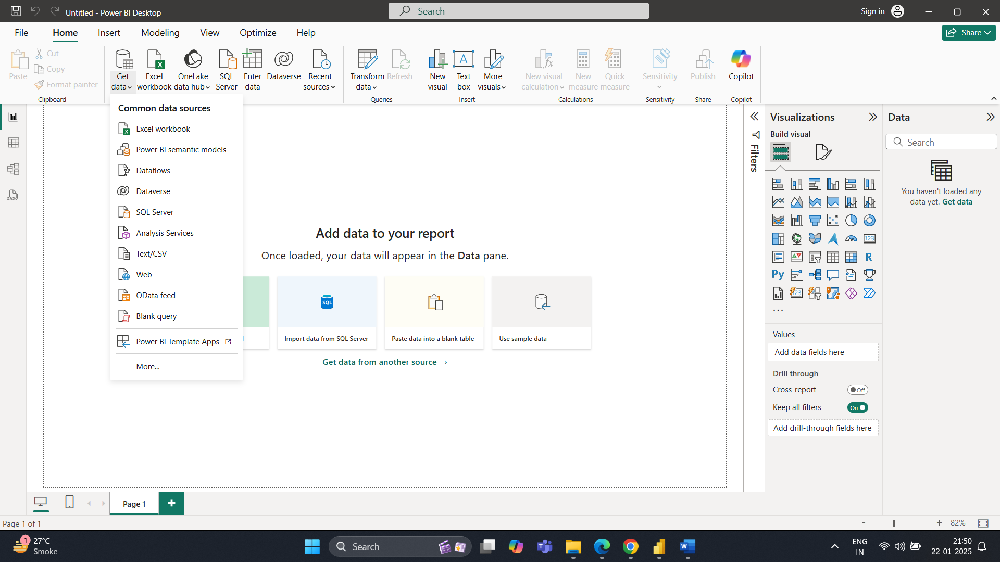 Untitled - Power BI Desktop
Search
Sign in
File
Home
Insert
Modeling
View
Optimize
Help
Share
Paste
Cut
Copy
Format painter
Clipboard
Get
data
Excel
workbook
OneLake
data hub
SQL
Server
Enter
data
Dataverse
Recent
sources
Transform
data
Refresh
Queries
New
visual
Text
box
More
visuals
Insert
New visual
calculation
New
measure
Quick
measure
Calculations
Sensitivity
Sensitivity
Publish
Share
Copilot
Copilot
Common data sources
Excel workbook
Power BI semantic models
Dataflows
Dataverse
SQL Server
Analysis Services
Text/CSV
Web
OData feed
Blank query
Power BI Template Apps
More...
DAX
Add data to your report
Once loaded, your data will appear in the Data pane.
SQL
Import data from SQL Server
Paste data into a blank table
Use sample data
Get data from another source →
Filters
Visualizations
Build visual
123
R
Py
123
...
Values
Add data fields here
Drill through
Cross-report
Off
Keep all filters
On
Add drill-through fields here
Data
Search
You haven't loaded any
data yet. Get data
Page 1
+
Page 1 of 1
-
+
82%
1
27°C
Smoke
Search
ENG
IN
21:50
22-01-2025